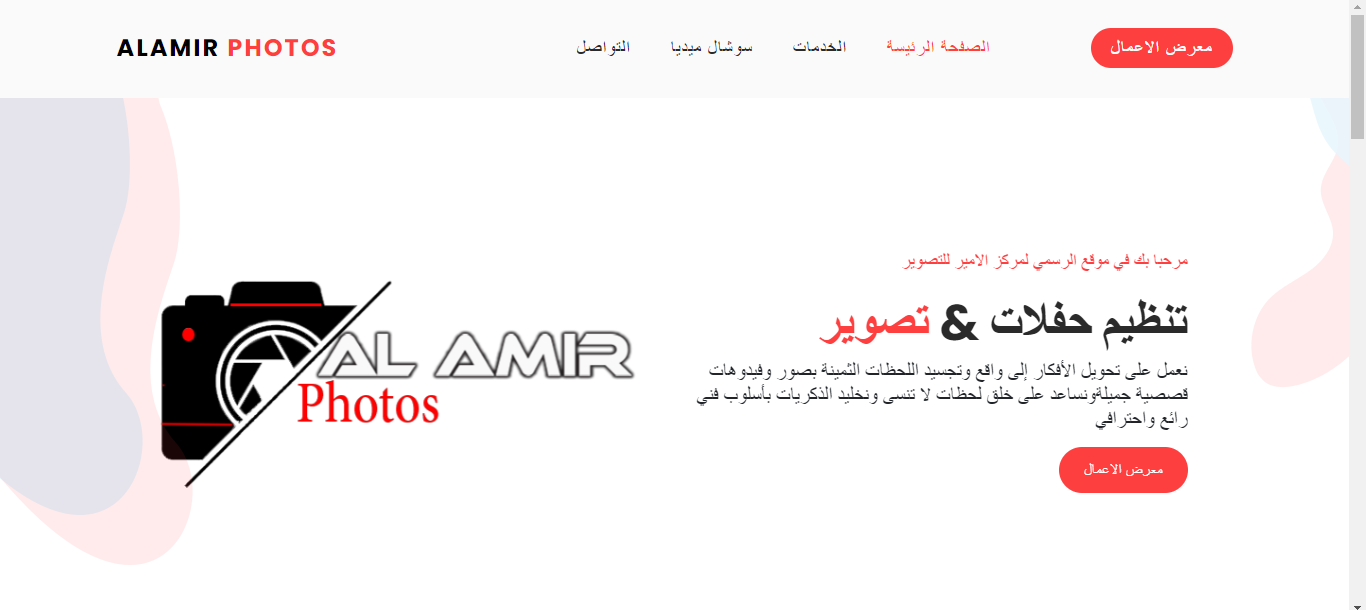 ALAMIR PHOTOS
معرض الاعمال
الصفحة الرئيسة
الخدمات
سوشال ميديا
التواصل
مرحبا بك في موقع الرسمي لمركز الامير للتصوير
تنظيم حفلات & تصوير
نعمل على تحويل الأفكار إلى واقع وتجسيد اللحظات الثمينة بصور وفيدوهات
قصصية جميلةونساعد على خلق لحظات لا تنسى ونخليد الذكريات بأسلوب فني
رائع واحترافي
معرض الاعمال
AL AMIR
Photos